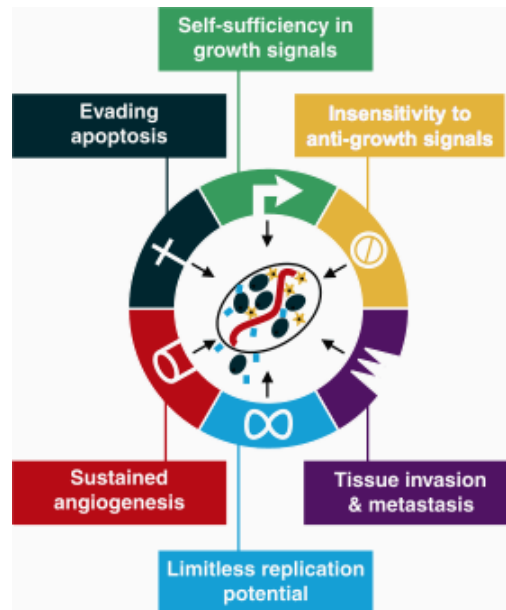 Self-sufficiency in
growth signals
Evading
apoptosis
Insensitivity to
anti-growth signals
Sustained
angiogenesis
Tissue invasion
& metastasis
Limitless replication
potential